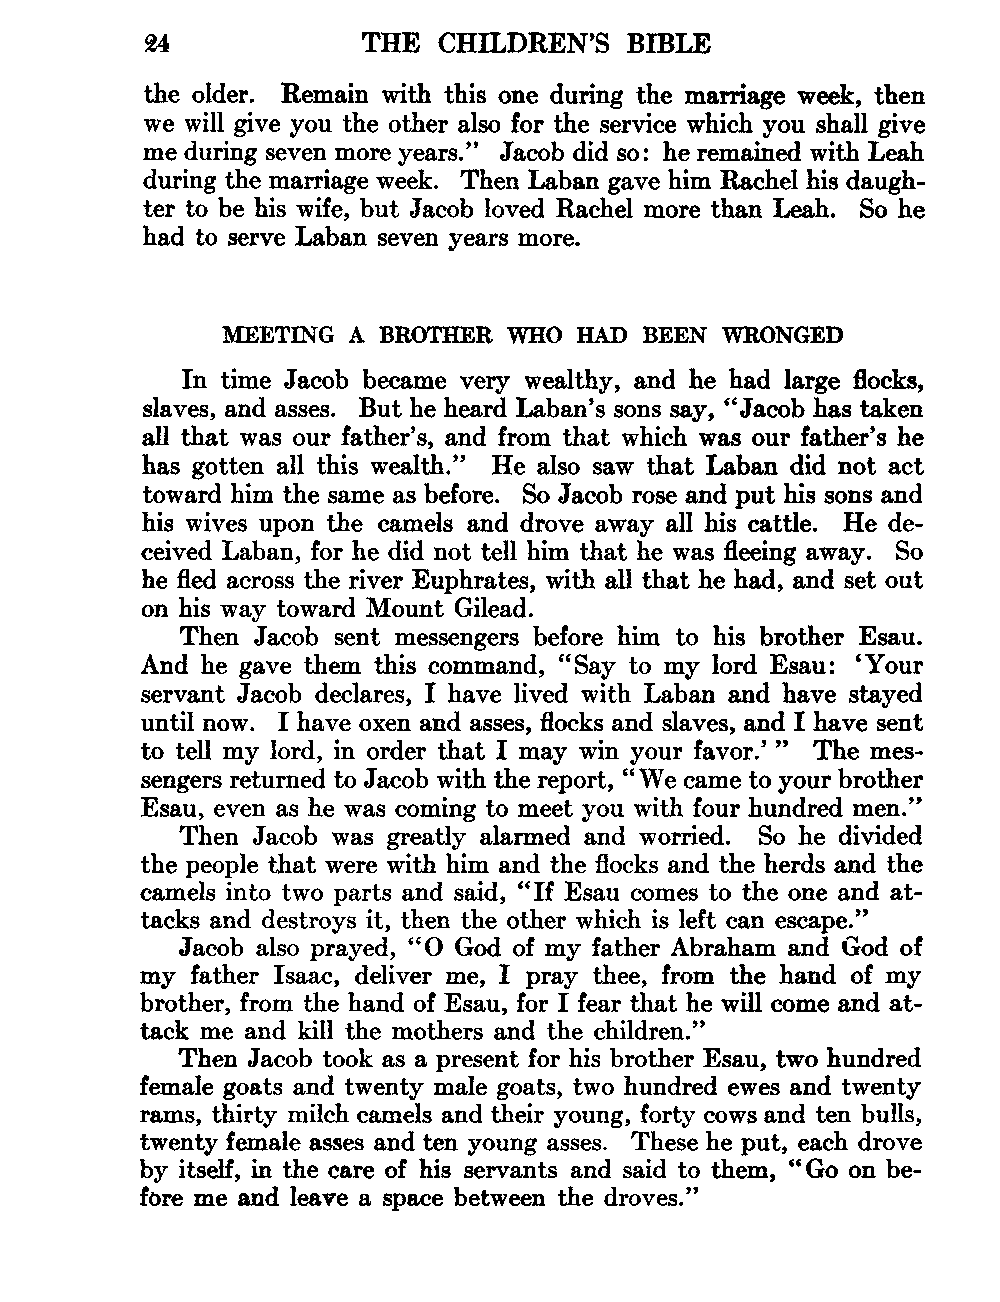 24 THE CHILDREN'S BIBLE
the older. Remain with this one during the marriage week, then
we will give you the other also for the service which you shall give
me during seven more years.” Jacob did so: he remained with Leah
during the marriage week. Then Laban gave him Rachel his daugh-
ter to be his wife, but Jacob loved Rachel more than Leah. So he
had to serve Laban seven years more.
MEETING A BROTHER WHO HAD BEEN WRONGED
In time Jacob became very wealthy, and he had large flocks,
slaves, and asses. But he heard Laban's sons say, “Jacob has taken
all that was our father's, and from that which was our father's he
has gotten all this wealth.” He also saw that Laban did not act
toward him the same as before. So Jacob rose and put his sons and
his wives upon the camels and drove away all his cattle. He de-
ceived Laban, for he did not tell him that he was fleeing away. So
he fled across the river Euphrates, with all that he had, and set out
on his way toward Mount Gilead.
Then Jacob sent messengers before him to his brother Esau.
And he gave them this command, “Say to my lord Esau: ‘Your
servant Jacob declares, I have lived with Laban and have stayed
until now. I have oxen and asses, flocks and slaves, and I have sent
to tell my lord, in order that I may win your favor.’ ” The mes-
sengers returned to Jacob with the report, “We came to your brother
Esau, even as he was coming to meet you with four hundred men.”
Then Jacob was greatly alarmed and worried. So he divided
the people that were with him and the flocks and the herds and the
camels into two parts and said, “If Esau comes to the one and at-
tacks and destroys it, then the other which is left can escape.”
Jacob also prayed, “O God of my father Abraham and God of
my father Isaac, deliver me, I pray thee, from the hand of my
brother, from the hand of Esau, for I fear that he will come and at-
tack me and kill the mothers and the children.”
Then Jacob took as a present for his brother Esau, two hundred
female goats and twenty male goats, two hundred ewes and twenty
rams, thirty milch camels and their young, forty cows and ten bulls,
twenty female asses and ten young asses. These he put, each drove
by itself, in the care of his servants and said to them, “Go on be-
fore me and leave a space between the droves.”